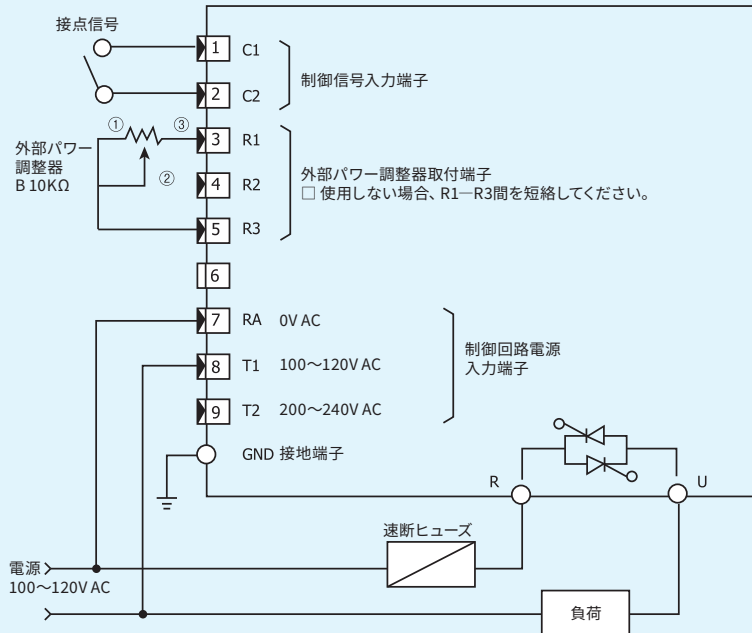 接点信号
1 C1
2 C2
制御信号入力端子
① ③
②
外部パワー
調整器
B 10KΩ
3 R1
4 R2
5 R3
外部パワー調整器取付端子
□ 使用しない場合、R1―R3間を短絡してください。
6
7 RA 0V AC
8 T1 100～120V AC
9 T2 200～240V AC
制御回路電源
入力端子
GND 接地端子
R
U
速断ヒューズ
電源
100～120V AC
負荷